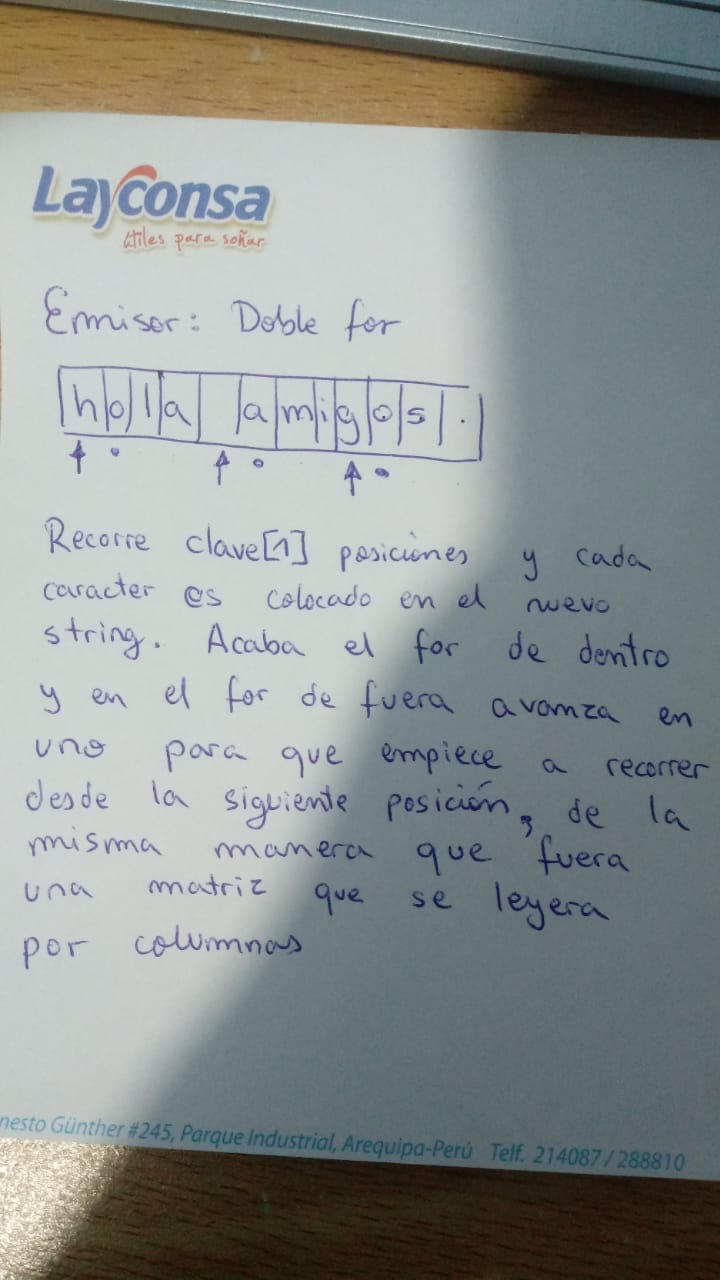 Layconsa
útiles para soñar
Emisor: Doble for
hola amigos.
Recorre clave[1] posiciones y cada
caracter es colocado en el nuevo
string. Acaba el for de dentro
y en el for de fuera avanza en
uno para que empiece a recorrer
desde la siguiente posición, de la
misma manera que fuera
una matriz que se leyera
por columnas
nesto Günther #245, Parque Industrial, Arequipa-Perú Telf. 214087 / 288810